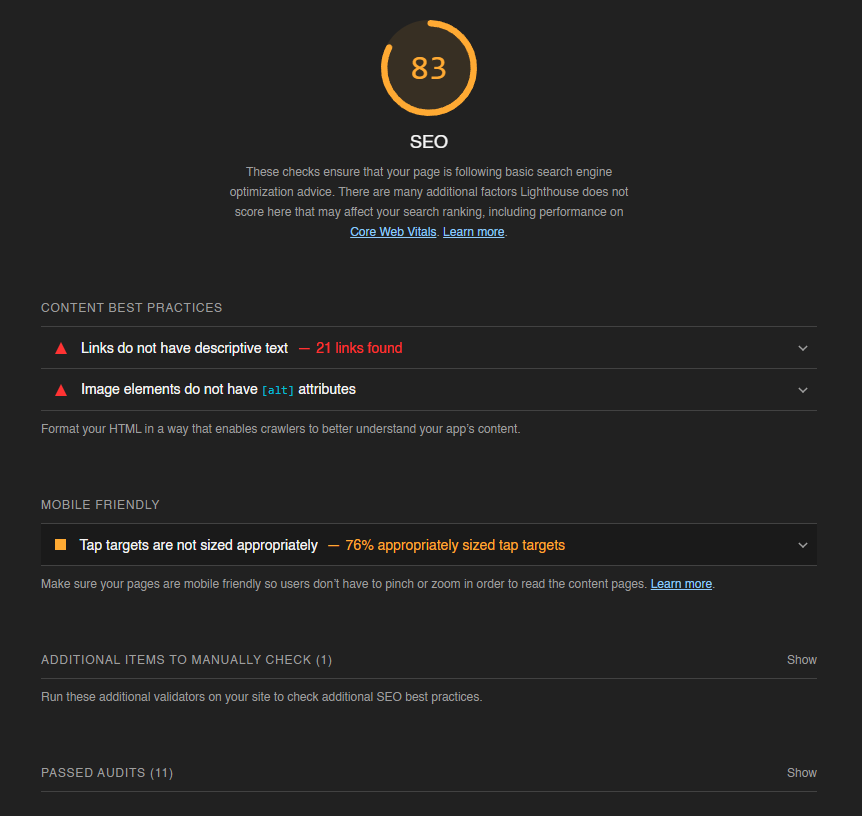 83
SEO
These checks ensure that your page is following basic search engine
optimization advice. There are many additional factors Lighthouse does not
score here that may affect your search ranking, including performance on
Core Web Vitals. Learn more.
CONTENT BEST PRACTICES
Links do not have descriptive text — 21 links found
Image elements do not have [alt] attributes
Format your HTML in a way that enables crawlers to better understand your app's content.
MOBILE FRIENDLY
Tap targets are not sized appropriately — 76% appropriately sized tap targets
Make sure your pages are mobile friendly so users don't have to pinch or zoom in order to read the content pages. Learn more.
ADDITIONAL ITEMS TO MANUALLY CHECK (1) Show
Run these additional validators on your site to check additional SEO best practices.
PASSED AUDITS (11) Show